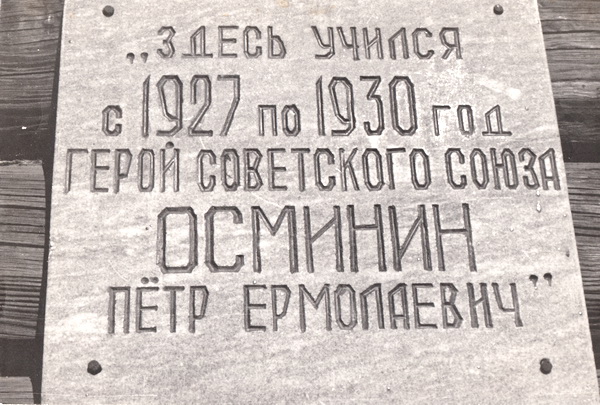 „ЗДЕСЬ УЧИЛСЯ
с 1927 по 1930 год
ГЕРОЙ СОВЕТСКОГО СОЮЗА
ОСМИНИН
ПЁТР ЕРМОЛАЕВИЧ”